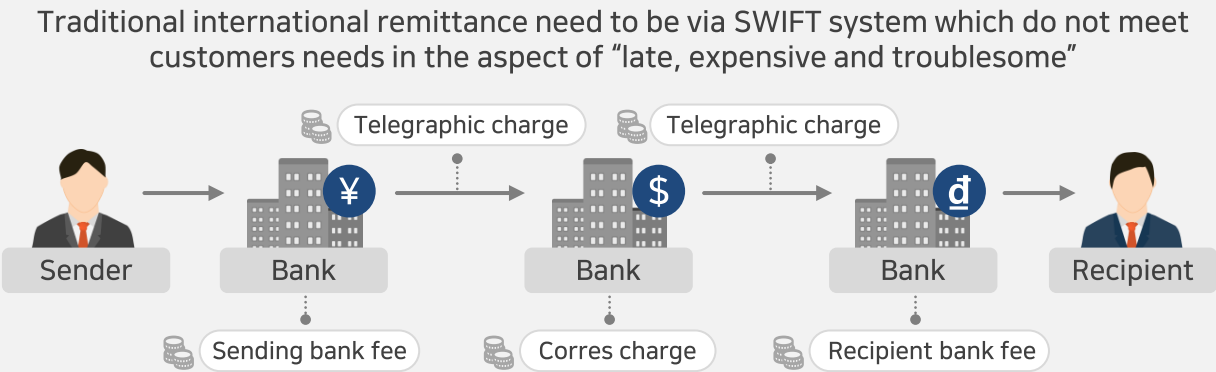 Traditional international remittance need to be via SWIFT system which do not meet
customers needs in the aspect of “late, expensive and troublesome”
Telegraphic charge
Telegraphic charge
¥
$
₫
Sender
Bank
Bank
Bank
Recipient
Sending bank fee
Corres charge
Recipient bank fee